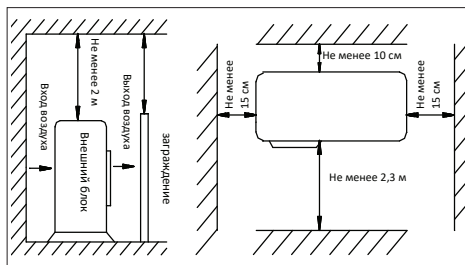 Вход воздуха
Не менее 2 м
Внешний блок
Выход воздуха
заграждение
Не менее 10 см
Не менее
15 см
Не менее
15 см
Не менее 2,3 м